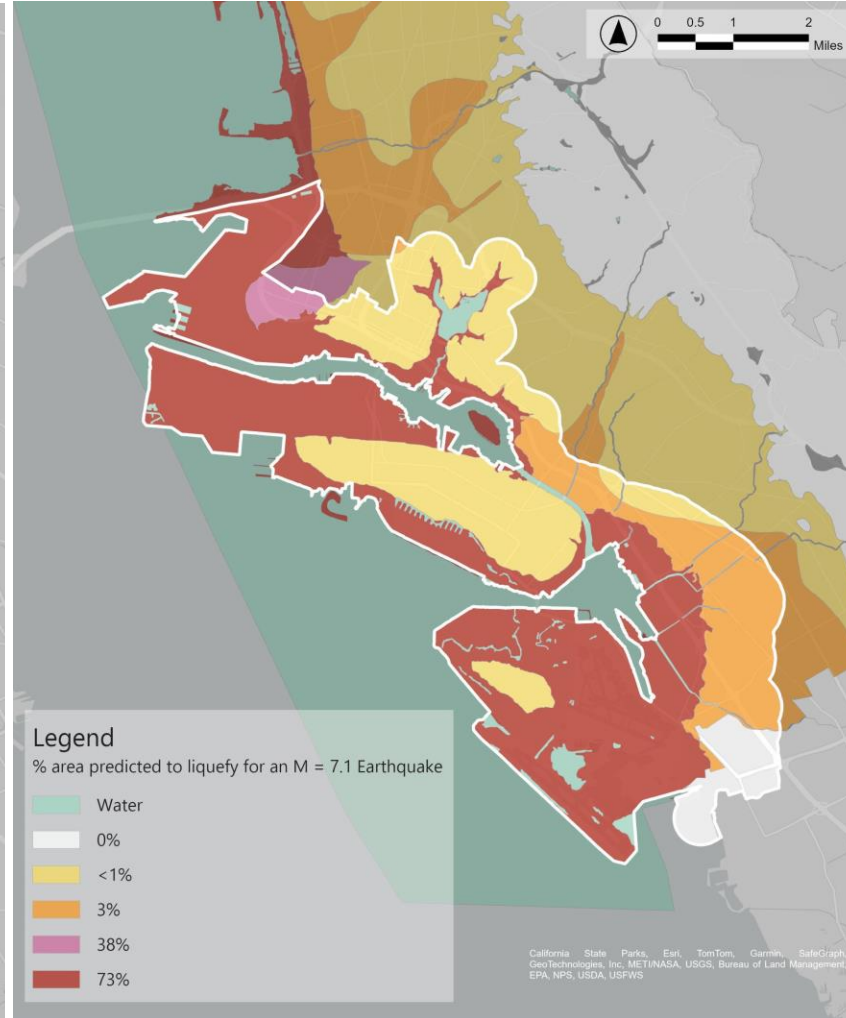 0 0.5 1 2
Miles
Legend
% area predicted to liquefy for an M = 7.1 Earthquake
Water
0%
<1%
3%
38%
73%
California State Parks, Esri, TomTom, Garmin, SafeGraph,
GeoTechnologies, Inc, METI/NASA, USGS, Bureau of Land Management,
EPA, NPS, USDA, USFWS